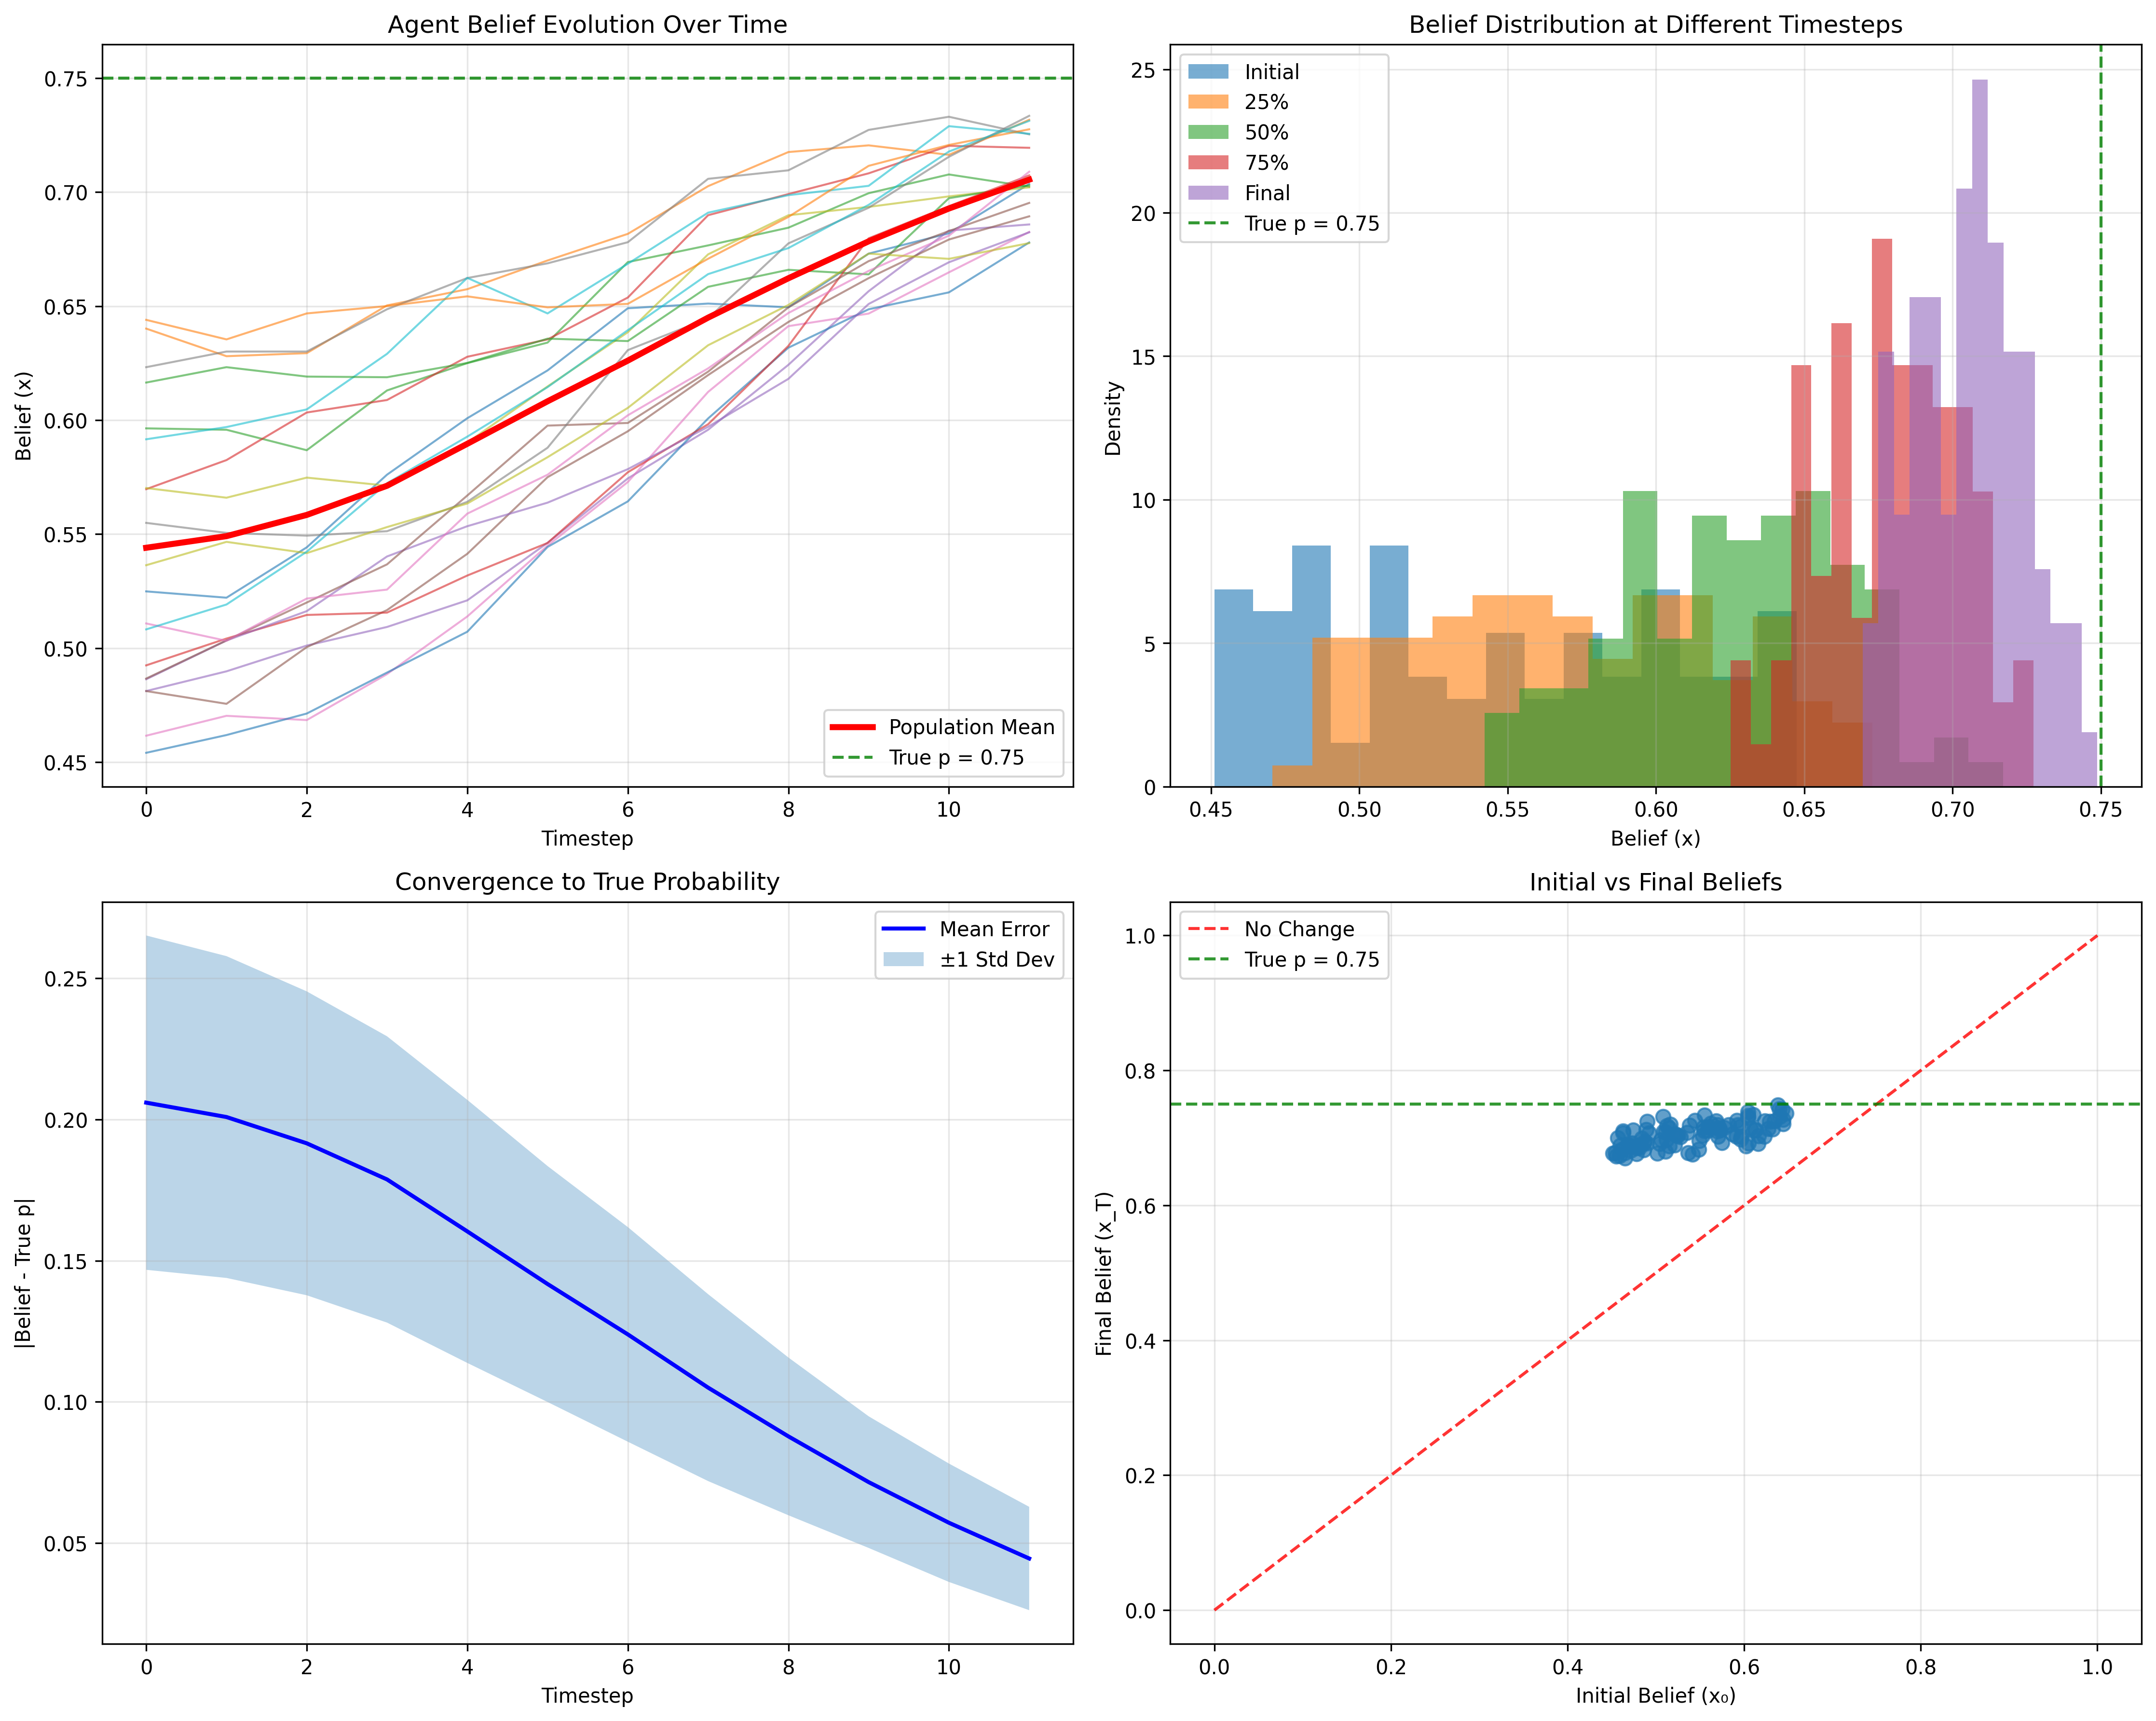 Agent Belief Evolution Over Time
0.75
0.70
0.65
0.60
0.55
0.50
0.45
Belief (x)
Population Mean
True p = 0.75
0 2 4 6 8 10
Timestep
Belief Distribution at Different Timesteps
25
20
15
10
5
0
Density
Initial
25%
50%
75%
Final
True p = 0.75
0.45 0.50 0.55 0.60 0.65 0.70 0.75
Belief (x)
Convergence to True Probability
0.25
0.20
0.15
0.10
0.05
|Belief - True p|
Mean Error
±1 Std Dev
0 2 4 6 8 10
Timestep
Initial vs Final Beliefs
1.0
0.8
0.6
0.4
0.2
0.0
Final Belief (x_T)
No Change
True p = 0.75
0.0 0.2 0.4 0.6 0.8 1.0
Initial Belief (x₀)